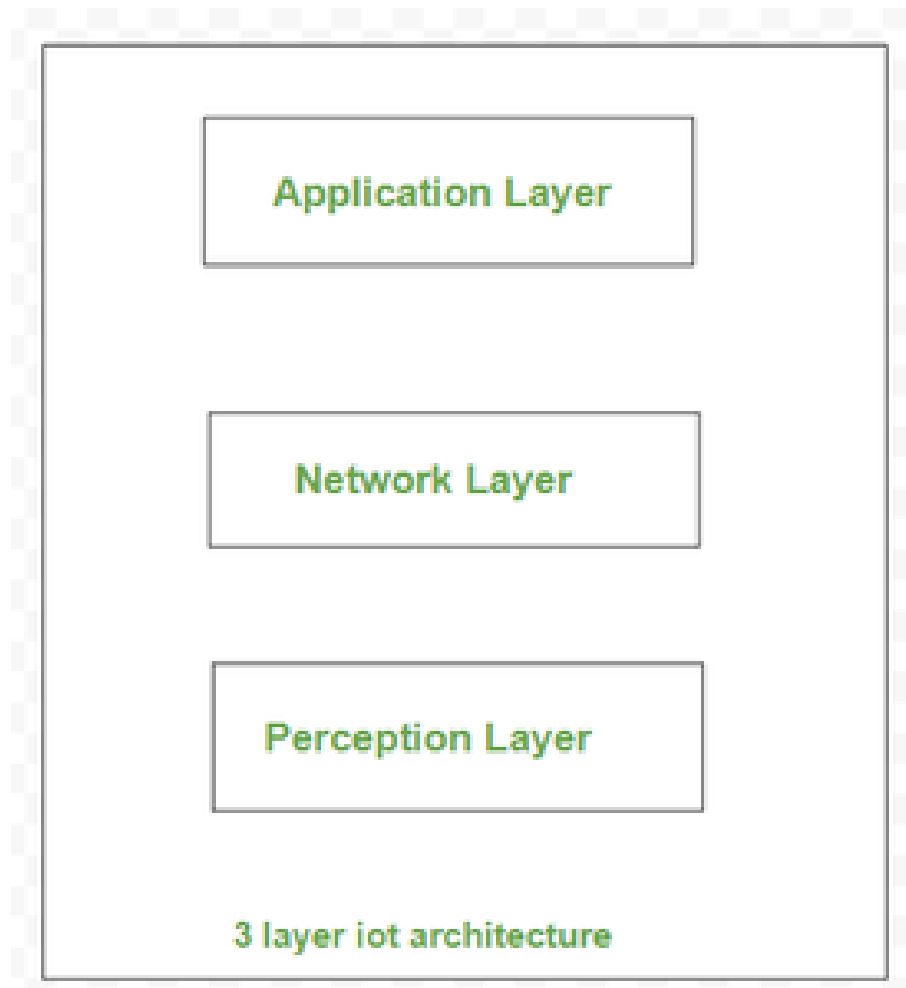 Application Layer
Network Layer
Perception Layer
3 layer iot architecture